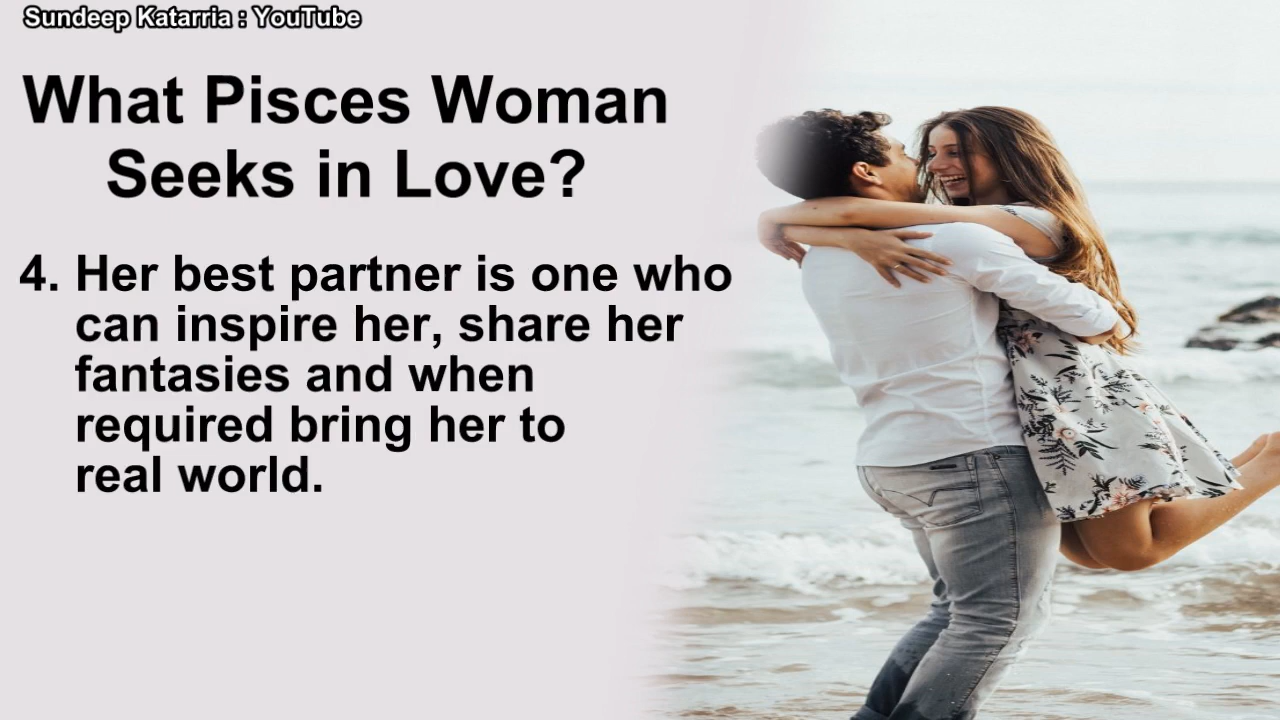 Sundeep Katarria : YouTube
What Pisces Woman
Seeks in Love?
4. Her best partner is one who
can inspire her, share her
fantasies and when
required bring her to
real world.